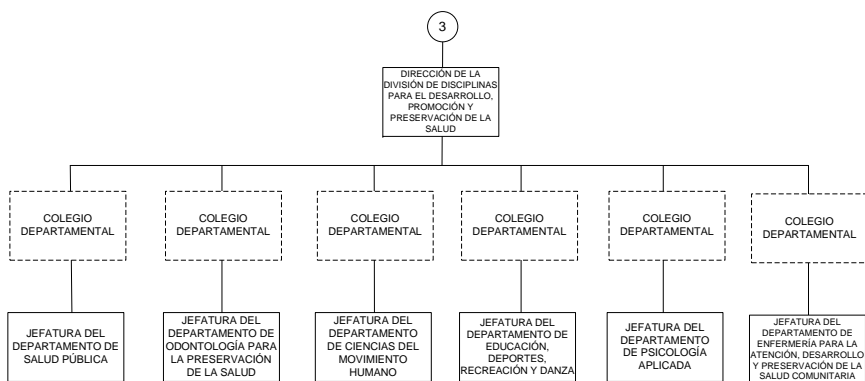 3
DIRECCIÓN DE LA
DIVISIÓN DE DISCIPLINAS
PARA EL DESARROLLO,
PROMOCIÓN Y
PRESERVACIÓN DE LA
SALUD
COLEGIO
DEPARTAMENTAL
COLEGIO
DEPARTAMENTAL
COLEGIO
DEPARTAMENTAL
COLEGIO
DEPARTAMENTAL
COLEGIO
DEPARTAMENTAL
COLEGIO
DEPARTAMENTAL
JEFATURA DEL
DEPARTAMENTO DE
SALUD PÚBLICA
JEFATURA DEL
DEPARTAMENTO DE
ODONTOLOGÍA PARA
LA PRESERVACIÓN
DE LA SALUD
JEFATURA DEL
DEPARTAMENTO
DE CIENCIAS DEL
MOVIMIENTO
HUMANO
JEFATURA DEL
DEPARTAMENTO DE
EDUCACIÓN,
DEPORTES,
RECREACIÓN Y DANZA
JEFATURA DEL
DEPARTAMENTO
DE PSICOLOGÍA
APLICADA
JEFATURA DEL
DEPARTAMENTO DE
ENFERMERÍA PARA LA
ATENCIÓN, DESARROLLO
Y PRESERVACIÓN DE LA
SALUD COMUNITARIA